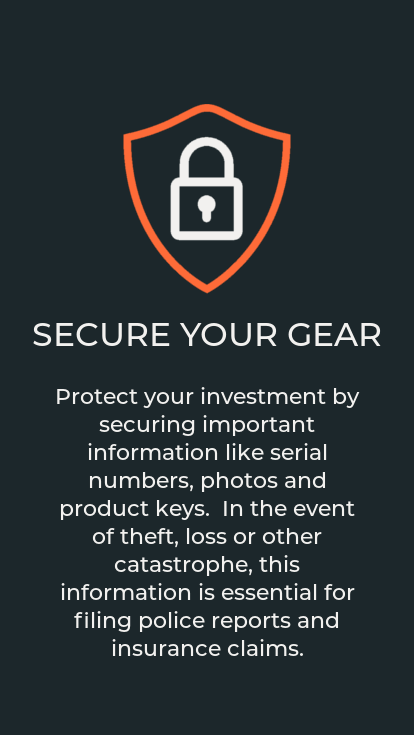 SECURE YOUR GEAR
Protect your investment by
securing important
information like serial
numbers, photos and
product keys.  In the event
of theft, loss or other
catastrophe, this
information is essential for
filing police reports and
insurance claims.